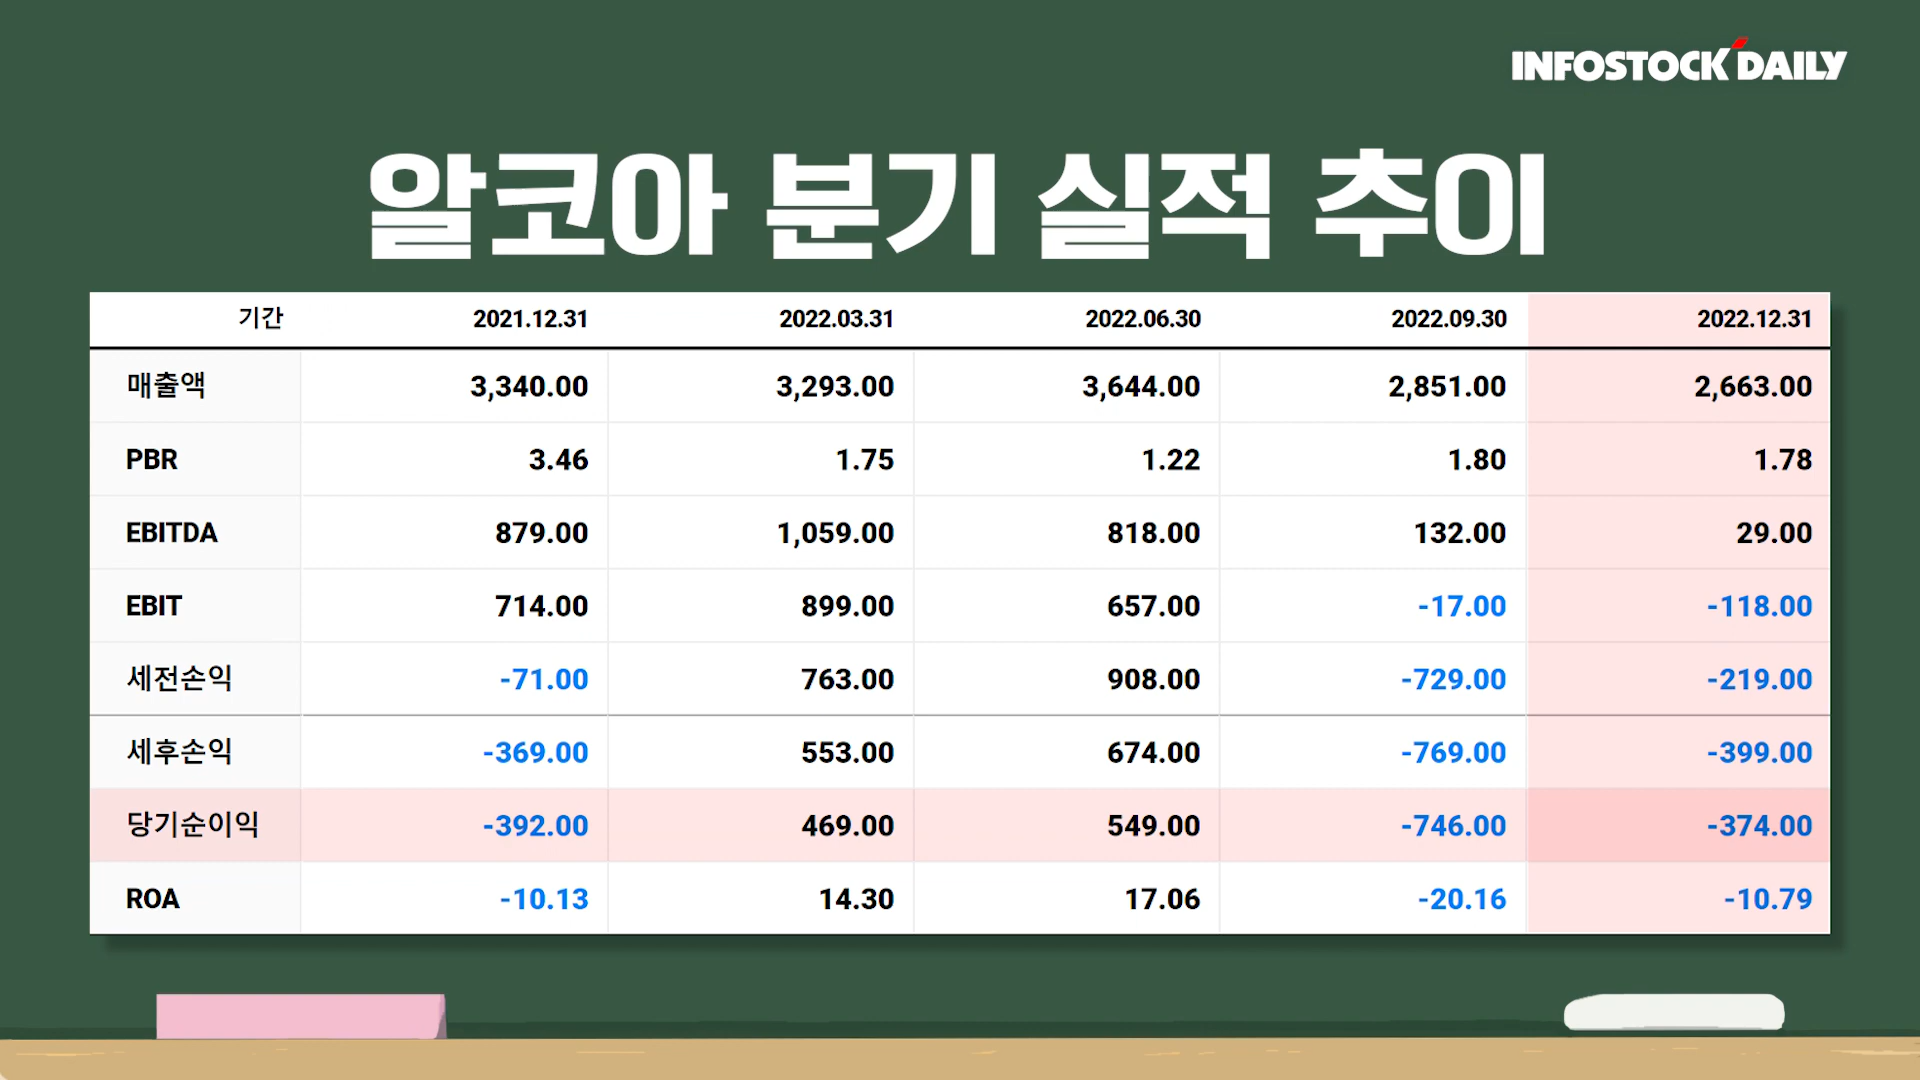 INFOSTOCK DAILY
알코아 분기 실적 추이
기간 2021.12.31 2022.03.31 2022.06.30 2022.09.30 2022.12.31
매출액 3,340.00 3,293.00 3,644.00 2,851.00 2,663.00
PBR 3.46 1.75 1.22 1.80 1.78
EBITDA 879.00 1,059.00 818.00 132.00 29.00
EBIT 714.00 899.00 657.00 -17.00 -118.00
세전손익 -71.00 763.00 908.00 -729.00 -219.00
세후손익 -369.00 553.00 674.00 -769.00 -399.00
당기순이익 -392.00 469.00 549.00 -746.00 -374.00
ROA -10.13 14.30 17.06 -20.16 -10.79